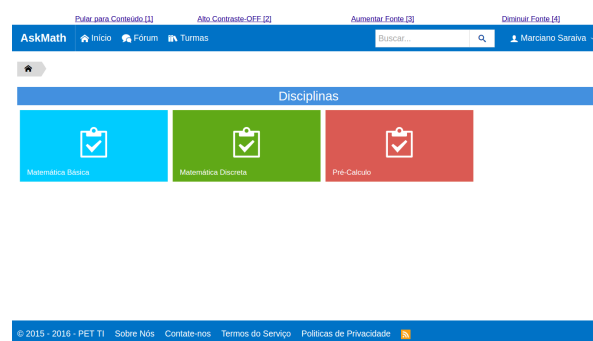 Pular para Conteúdo [1] Alto Contraste-OFF [2] Aumentar Fonte [3] Diminuir Fonte [4]
AskMath Início Fórum Turmas Buscar... Marciano Saraiva
Disciplinas
Matemática Básica Matemática Discreta Pré-Calculo
© 2015 - 2016 - PET TI Sobre Nós Contate-nos Termos do Serviço Politicas de Privacidade